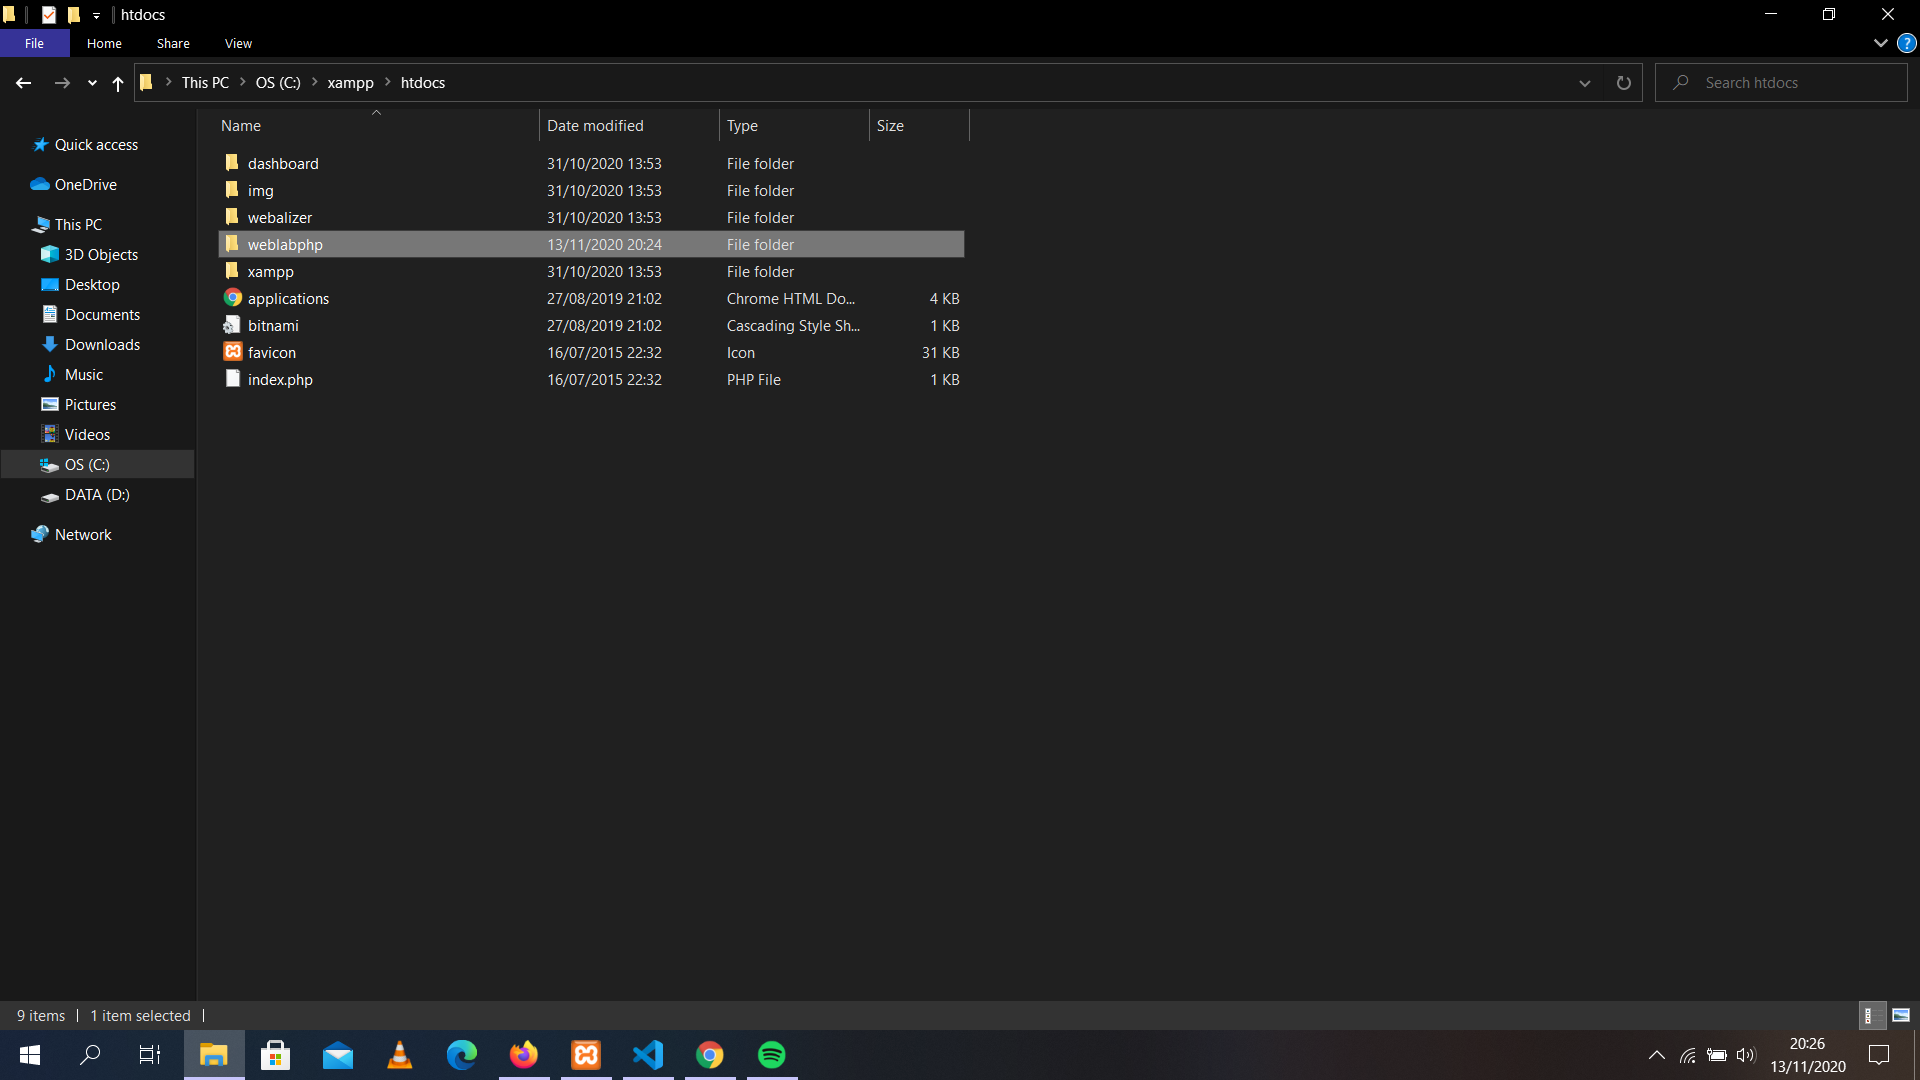 htdocs
File Home Share View
This PC OS (C:) xampp htdocs
Search htdocs
Name Date modified Type Size
Quick access
OneDrive
This PC
3D Objects
Desktop
Documents
Downloads
Music
Pictures
Videos
OS (C:)
DATA (D:)
Network
dashboard 31/10/2020 13:53 File folder
img 31/10/2020 13:53 File folder
webalizer 31/10/2020 13:53 File folder
weblabphp 13/11/2020 20:24 File folder
xampp 31/10/2020 13:53 File folder
applications 27/08/2019 21:02 Chrome HTML Do... 4 KB
bitnami 27/08/2019 21:02 Cascading Style Sh... 1 KB
favicon 16/07/2015 22:32 Icon 31 KB
index.php 16/07/2015 22:32 PHP File 1 KB
9 items 1 item selected
20:26
13/11/2020